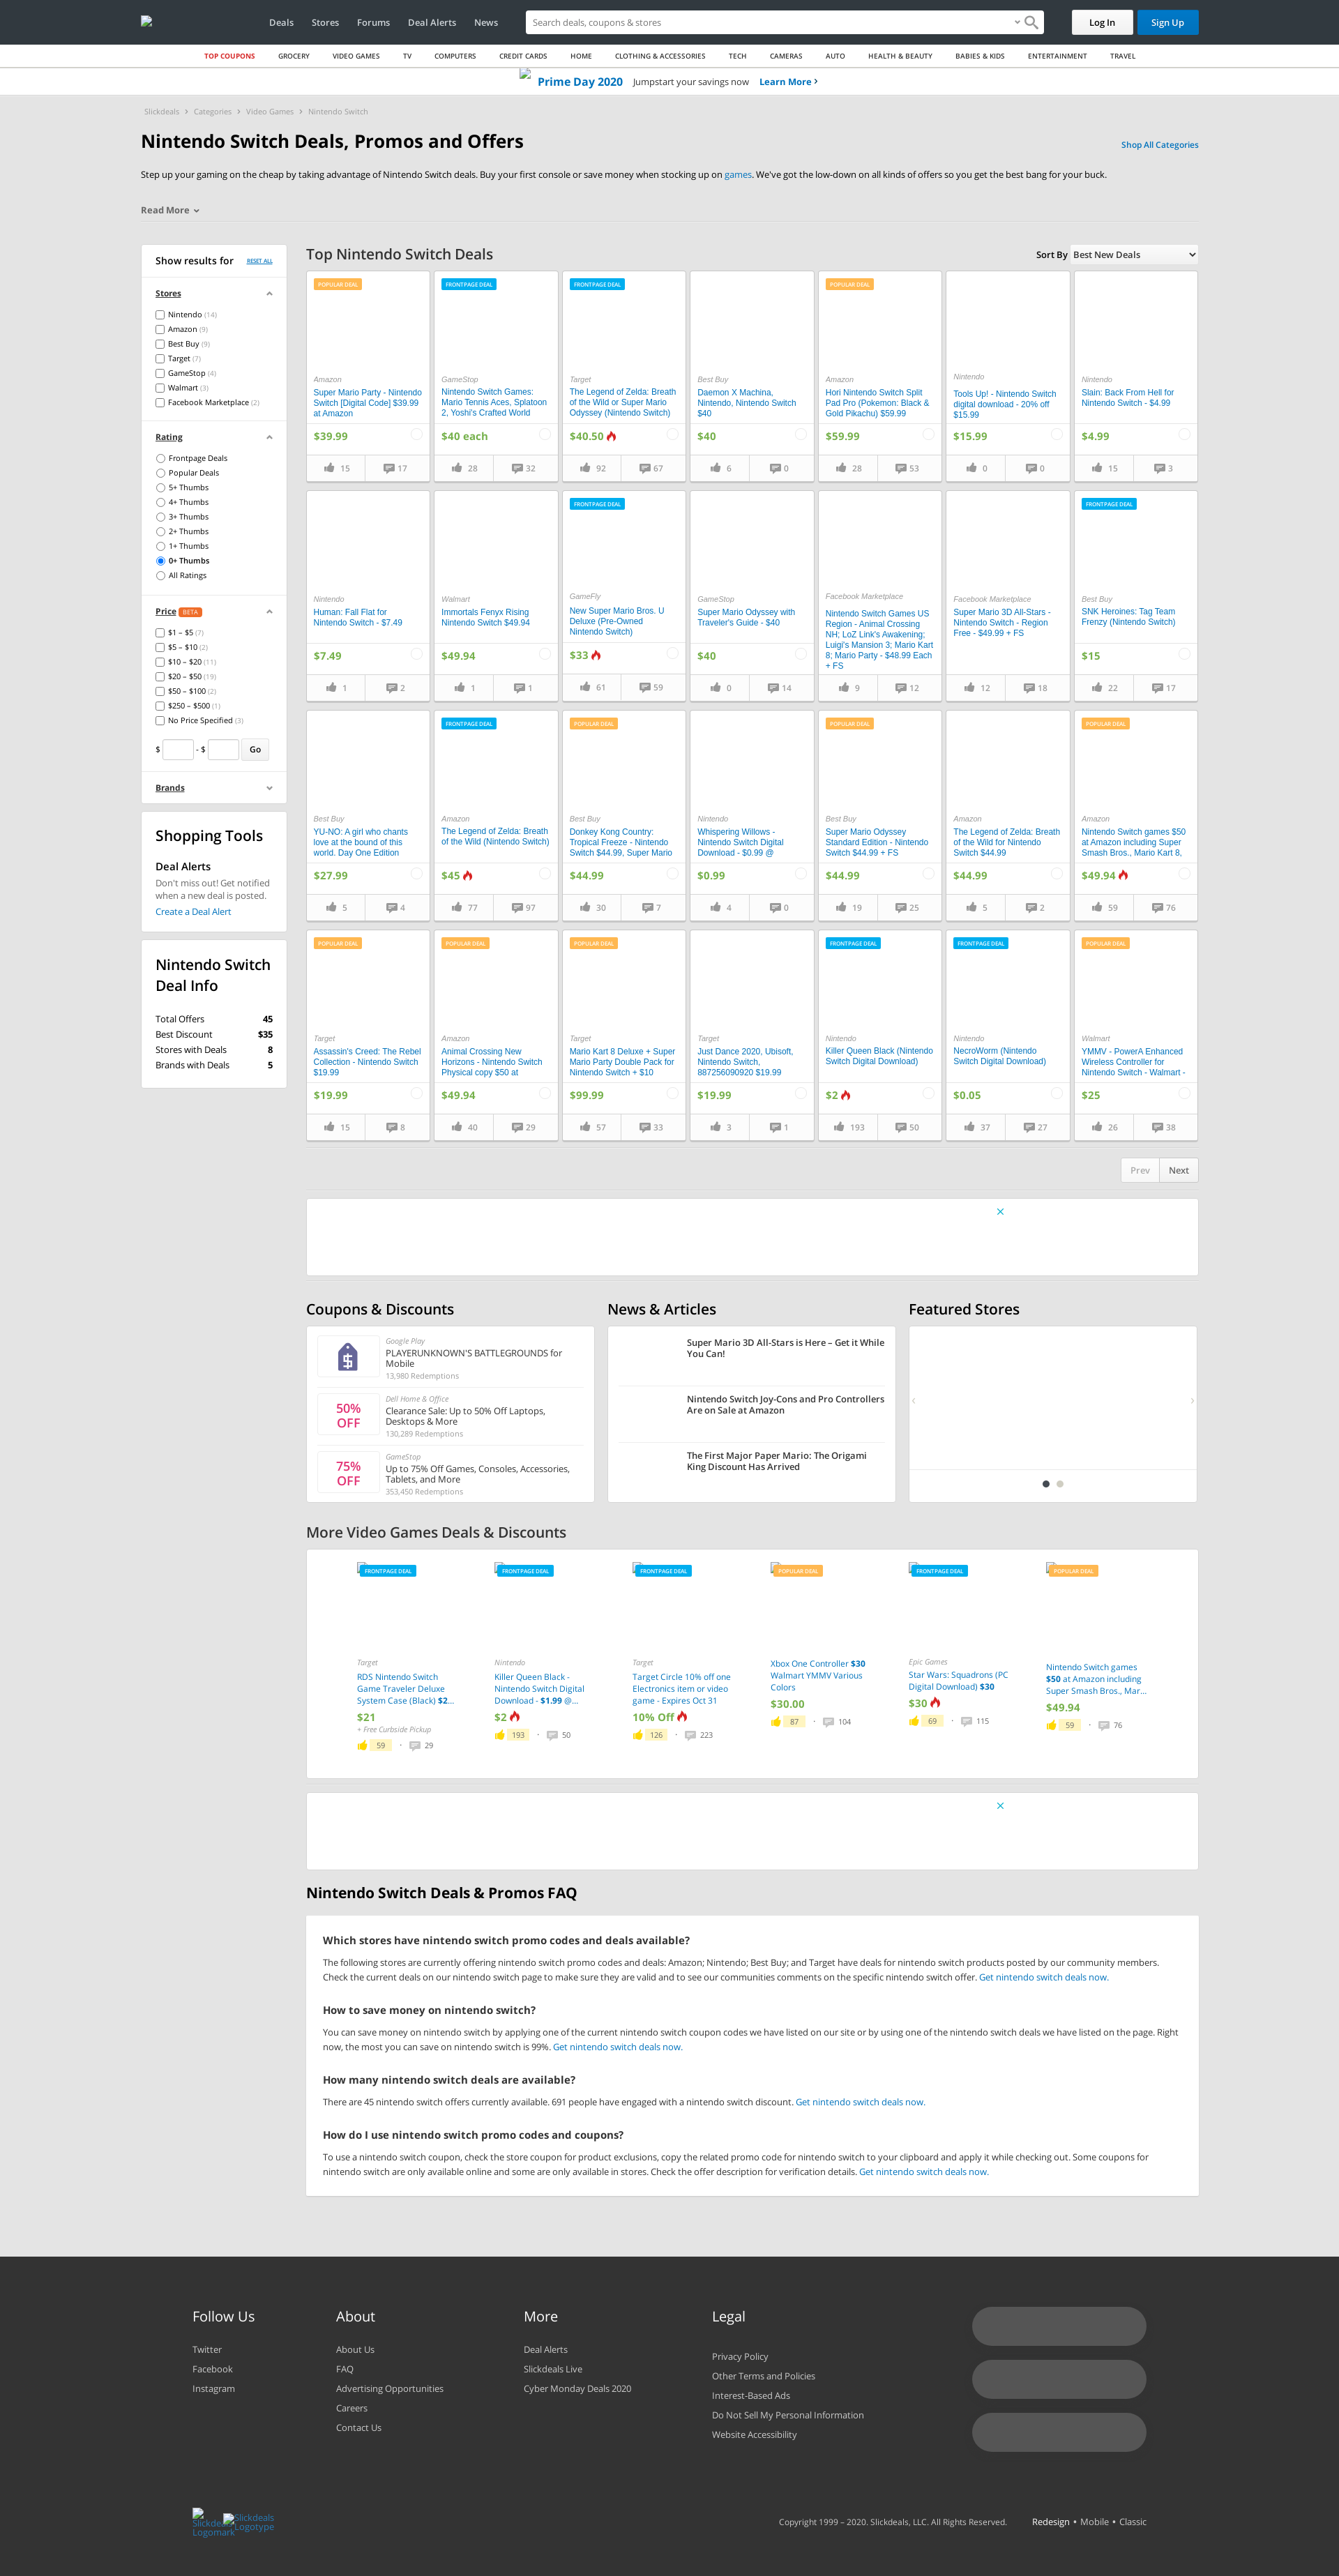 Deals
Stores
Forums
Deal Alerts
News
Search deals, coupons & stores
Log In
Sign Up
TOP COUPONS
GROCERY
VIDEO GAMES
TV
COMPUTERS
CREDIT CARDS
HOME
CLOTHING & ACCESSORIES
TECH
CAMERAS
AUTO
HEALTH & BEAUTY
BABIES & KIDS
ENTERTAINMENT
TRAVEL
Prime Day 2020 Jumpstart your savings now Learn More
Slickdeals › Categories › Video Games › Nintendo Switch
Nintendo Switch Deals, Promos and Offers
Shop All Categories
Step up your gaming on the cheap by taking advantage of Nintendo Switch deals. Buy your first console or save money when stocking up on games. We've got the low-down on all kinds of offers so you get the best bang for your buck.
Read More
Show results for RESET ALL
Stores
Nintendo (14)
Amazon (9)
Best Buy (9)
Target (7)
GameStop (4)
Walmart (3)
Facebook Marketplace (2)
Rating
Frontpage Deals
Popular Deals
5+ Thumbs
4+ Thumbs
3+ Thumbs
2+ Thumbs
1+ Thumbs
0+ Thumbs
All Ratings
Price BETA
$1 – $5 (7)
$5 – $10 (2)
$10 – $20 (11)
$20 – $50 (19)
$50 – $100 (2)
$250 – $500 (1)
No Price Specified (3)
$ - $ Go
Brands
Shopping Tools
Deal Alerts
Don't miss out! Get notified
when a new deal is posted.
Create a Deal Alert
Nintendo Switch
Deal Info
Total Offers 45
Best Discount $35
Stores with Deals 8
Brands with Deals 5
Top Nintendo Switch Deals
Sort By Best New Deals
POPULAR DEAL
Amazon
Super Mario Party - Nintendo
Switch [Digital Code] $39.99
at Amazon
$39.99
15 17
FRONTPAGE DEAL
GameStop
Nintendo Switch Games:
Mario Tennis Aces, Splatoon
2, Yoshi's Crafted World
$40 each
28 32
FRONTPAGE DEAL
Target
The Legend of Zelda: Breath
of the Wild or Super Mario
Odyssey (Nintendo Switch)
$40.50
92 67
Best Buy
Daemon X Machina,
Nintendo, Nintendo Switch
$40
$40
6 0
POPULAR DEAL
Amazon
Hori Nintendo Switch Split
Pad Pro (Pokemon: Black &
Gold Pikachu) $59.99
$59.99
28 53
Nintendo
Tools Up! - Nintendo Switch
digital download - 20% off
$15.99
$15.99
0 0
Nintendo
Slain: Back From Hell for
Nintendo Switch - $4.99
$4.99
15 3
Nintendo
Human: Fall Flat for
Nintendo Switch - $7.49
$7.49
1 2
Walmart
Immortals Fenyx Rising
Nintendo Switch $49.94
$49.94
1 1
FRONTPAGE DEAL
GameFly
New Super Mario Bros. U
Deluxe (Pre-Owned
Nintendo Switch)
$33
61 59
GameStop
Super Mario Odyssey with
Traveler's Guide - $40
$40
0 14
Facebook Marketplace
Nintendo Switch Games US
Region - Animal Crossing
NH; LoZ Link's Awakening;
Luigi's Mansion 3; Mario Kart
8; Mario Party - $48.99 Each
+ FS
9 12
Facebook Marketplace
Super Mario 3D All-Stars -
Nintendo Switch - Region
Free - $49.99 + FS
12 18
FRONTPAGE DEAL
Best Buy
SNK Heroines: Tag Team
Frenzy (Nintendo Switch)
$15
22 17
Best Buy
YU-NO: A girl who chants
love at the bound of this
world. Day One Edition
$27.99
5 4
FRONTPAGE DEAL
Amazon
The Legend of Zelda: Breath
of the Wild (Nintendo Switch)
$45
77 97
POPULAR DEAL
Best Buy
Donkey Kong Country:
Tropical Freeze - Nintendo
Switch $44.99, Super Mario
$44.99
30 7
Nintendo
Whispering Willows -
Nintendo Switch Digital
Download - $0.99 @
$0.99
4 0
POPULAR DEAL
Best Buy
Super Mario Odyssey
Standard Edition - Nintendo
Switch $44.99 + FS
$44.99
19 25
Amazon
The Legend of Zelda: Breath
of the Wild for Nintendo
Switch $44.99
$44.99
5 2
POPULAR DEAL
Amazon
Nintendo Switch games $50
at Amazon including Super
Smash Bros., Mario Kart 8,
$49.94
59 76
POPULAR DEAL
Target
Assassin's Creed: The Rebel
Collection - Nintendo Switch
$19.99
$19.99
15 8
POPULAR DEAL
Amazon
Animal Crossing New
Horizons - Nintendo Switch
Physical copy $50 at
$49.94
40 29
POPULAR DEAL
Target
Mario Kart 8 Deluxe + Super
Mario Party Double Pack for
Nintendo Switch + $10
$99.99
57 33
Target
Just Dance 2020, Ubisoft,
Nintendo Switch,
887256090920 $19.99
$19.99
3 1
FRONTPAGE DEAL
Nintendo
Killer Queen Black (Nintendo
Switch Digital Download)
$2
193 50
FRONTPAGE DEAL
Nintendo
NecroWorm (Nintendo
Switch Digital Download)
$0.05
37 27
POPULAR DEAL
Walmart
YMMV - PowerA Enhanced
Wireless Controller for
Nintendo Switch - Walmart -
$25
26 38
Prev Next
Coupons & Discounts
Google Play
PLAYERUNKNOWN'S BATTLEGROUNDS for
Mobile
13,980 Redemptions
50%
OFF
Dell Home & Office
Clearance Sale: Up to 50% Off Laptops,
Desktops & More
130,289 Redemptions
75%
OFF
GameStop
Up to 75% Off Games, Consoles, Accessories,
Tablets, and More
353,450 Redemptions
News & Articles
Super Mario 3D All-Stars is Here – Get it While
You Can!
Nintendo Switch Joy-Cons and Pro Controllers
Are on Sale at Amazon
The First Major Paper Mario: The Origami
King Discount Has Arrived
Featured Stores
More Video Games Deals & Discounts
FRONTPAGE DEAL
Target
RDS Nintendo Switch
Game Traveler Deluxe
System Case (Black) $2...
$21
+ Free Curbside Pickup
59 · 29
FRONTPAGE DEAL
Nintendo
Killer Queen Black -
Nintendo Switch Digital
Download - $1.99 @...
$2
193 · 50
FRONTPAGE DEAL
Target
Target Circle 10% off one
Electronics item or video
game - Expires Oct 31
10% Off
126 · 223
POPULAR DEAL
Xbox One Controller $30
Walmart YMMV Various
Colors
$30.00
87 · 104
FRONTPAGE DEAL
Epic Games
Star Wars: Squadrons (PC
Digital Download) $30
$30
69 · 115
POPULAR DEAL
Nintendo Switch games
$50 at Amazon including
Super Smash Bros., Mar...
$49.94
59 · 76
Nintendo Switch Deals & Promos FAQ
Which stores have nintendo switch promo codes and deals available?
The following stores are currently offering nintendo switch promo codes and deals: Amazon; Nintendo; Best Buy; and Target have deals for nintendo switch products posted by our community members.
Check the current deals on our nintendo switch page to make sure they are valid and to see our communities comments on the specific nintendo switch offer. Get nintendo switch deals now.
How to save money on nintendo switch?
You can save money on nintendo switch by applying one of the current nintendo switch coupon codes we have listed on our site or by using one of the nintendo switch deals we have listed on the page. Right
now, the most you can save on nintendo switch is 99%. Get nintendo switch deals now.
How many nintendo switch deals are available?
There are 45 nintendo switch offers currently available. 691 people have engaged with a nintendo switch discount. Get nintendo switch deals now.
How do I use nintendo switch promo codes and coupons?
To use a nintendo switch coupon, check the store coupon for product exclusions, copy the related promo code for nintendo switch to your clipboard and apply it while checking out. Some coupons for
nintendo switch are only available online and some are only available in stores. Check the offer description for verification details. Get nintendo switch deals now.
Follow Us
Twitter
Facebook
Instagram
About
About Us
FAQ
Advertising Opportunities
Careers
Contact Us
More
Deal Alerts
Slickdeals Live
Cyber Monday Deals 2020
Legal
Privacy Policy
Other Terms and Policies
Interest-Based Ads
Do Not Sell My Personal Information
Website Accessibility
Slickdeals
Logomark
Slickdeals
Logotype
Copyright 1999 – 2020. Slickdeals, LLC. All Rights Reserved.
Redesign • Mobile • Classic